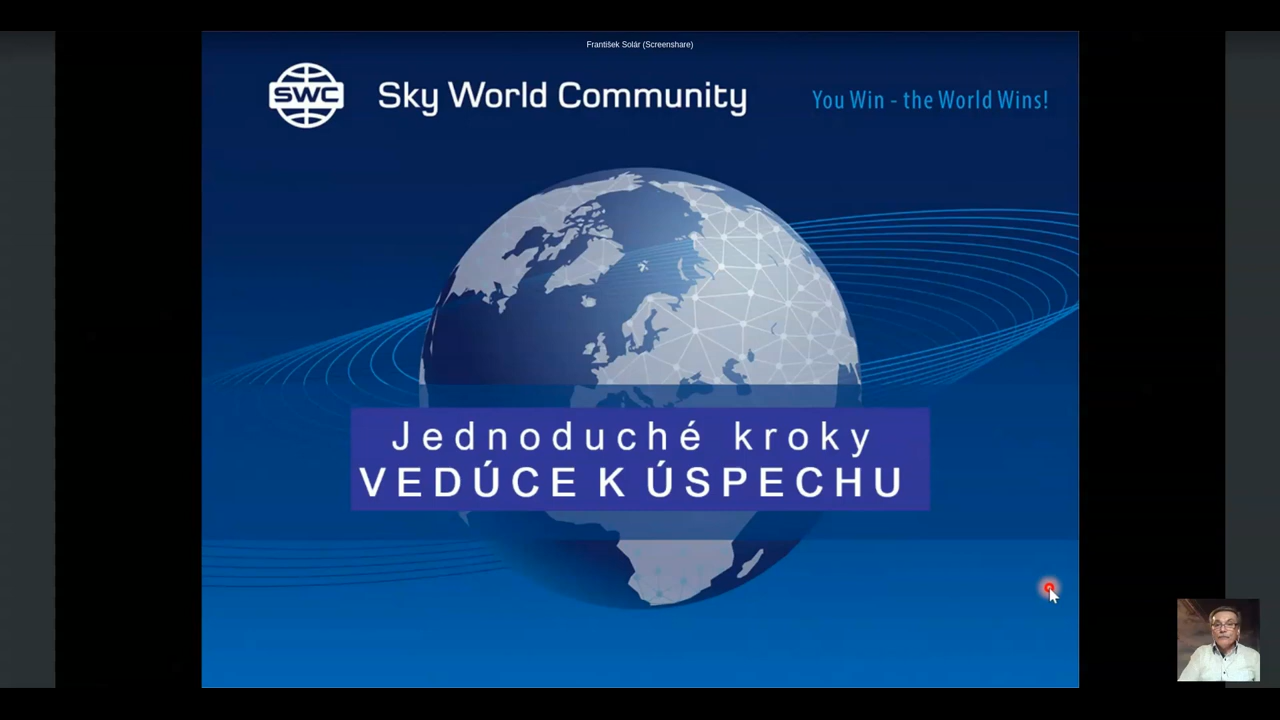 František Solár (Screenshare)
SWC
Sky World Community
You Win - the World Wins!
Jednoduché kroky
VEDÚCE K ÚSPECHU